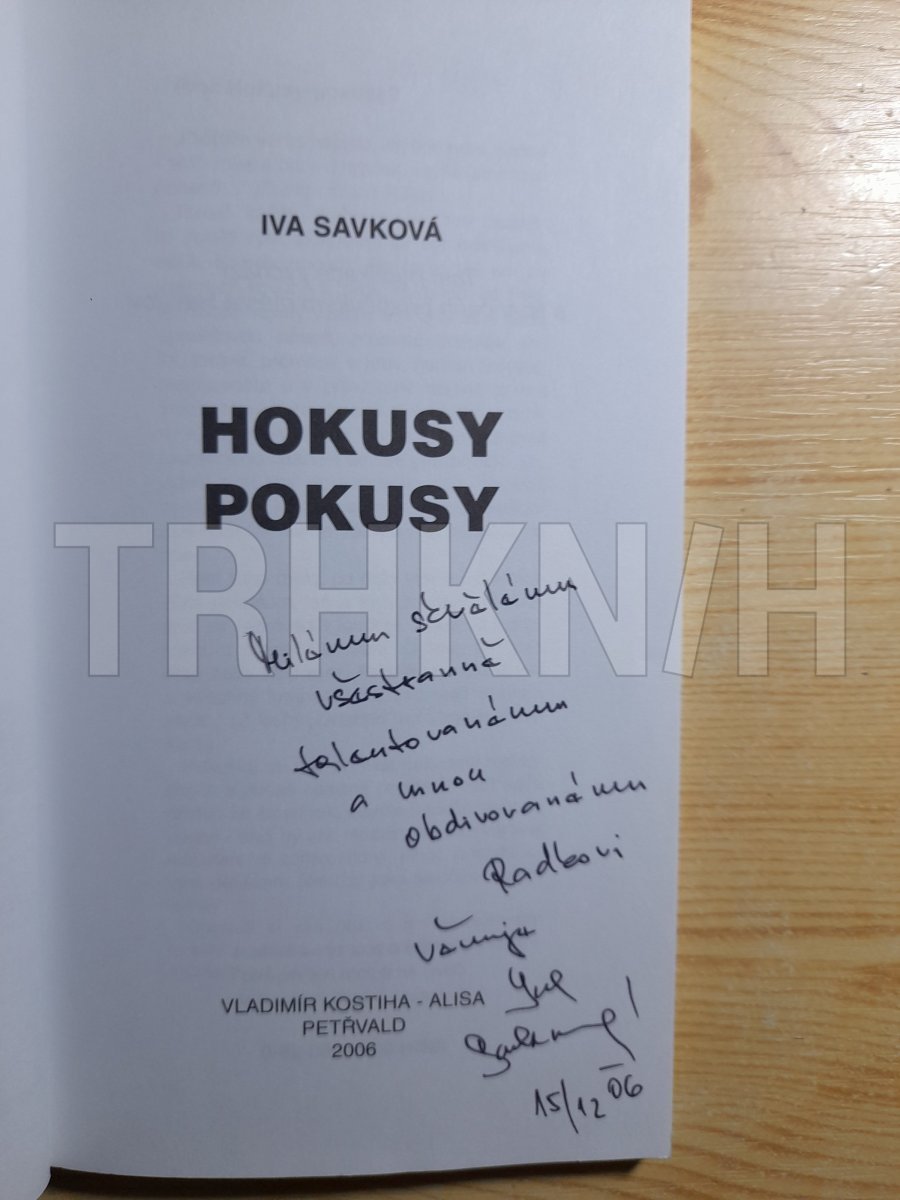 IVA SAVKOVÁ
HOKUSY
POKUSY
TRHKNIH
Milému
všestranně
talentovanému
a mnou
obdivovanému
Radkovi
věnuje
VLADIMÍR KOSTIHA - ALISA
PETŘVALD
2006
15/12 06